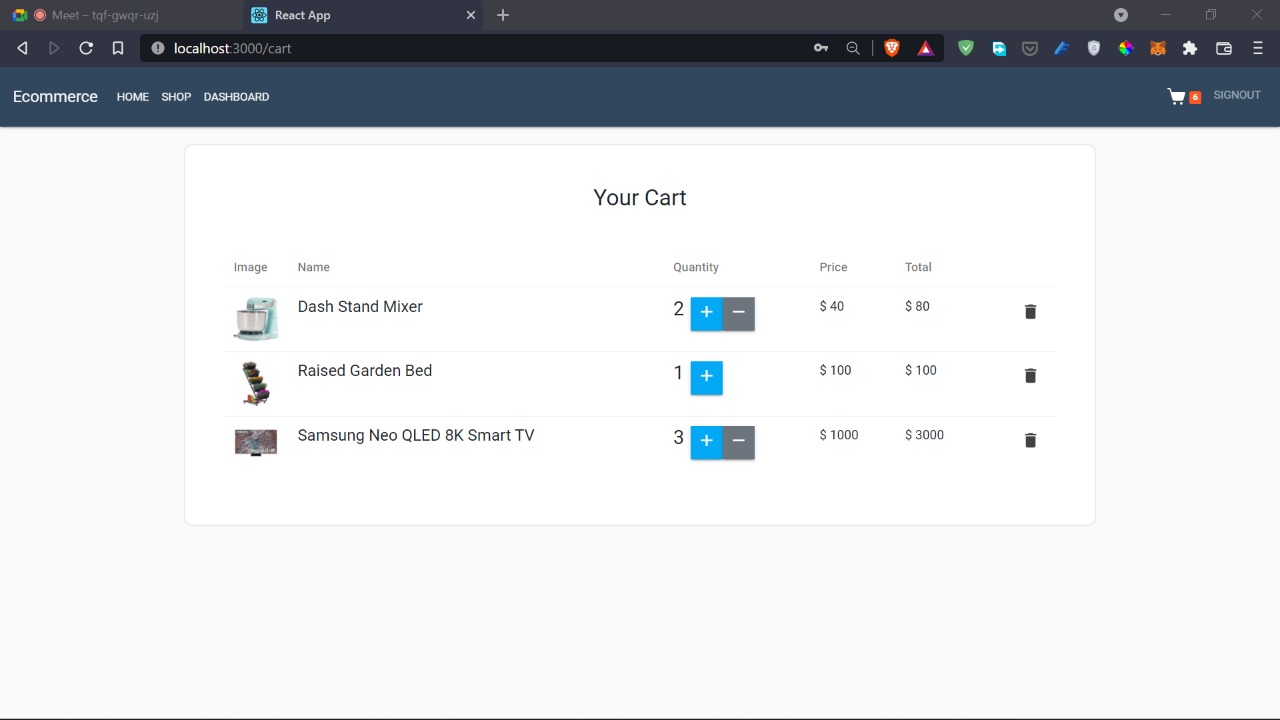 Meet – tqf-gwqr-uzj
React App
localhost:3000/cart
Ecommerce HOME SHOP DASHBOARD 6 SIGNOUT
Your Cart
Image Name Quantity Price Total
Dash Stand Mixer 2 + − $ 40 $ 80
Raised Garden Bed 1 + $ 100 $ 100
Samsung Neo QLED 8K Smart TV 3 + − $ 1000 $ 3000